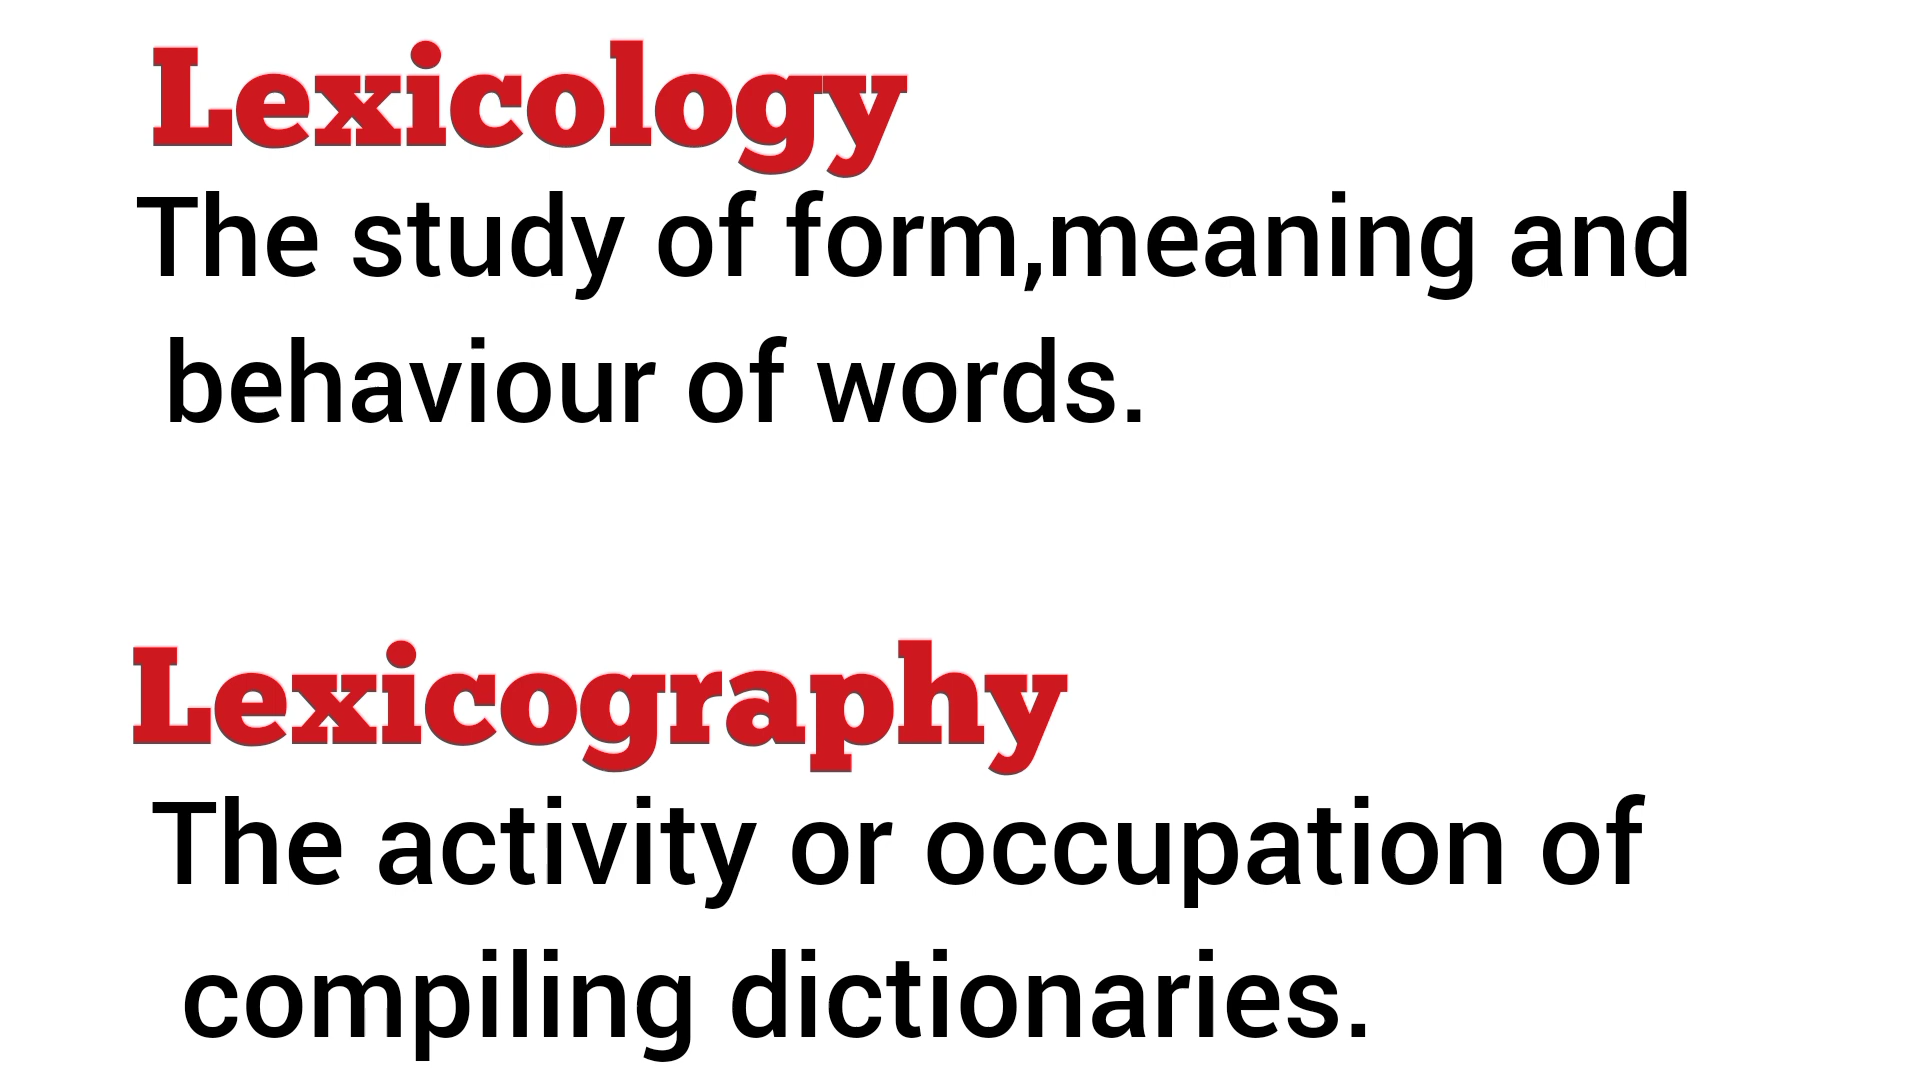 Lexicology
The study of form,meaning and
behaviour of words.
Lexicography
The activity or occupation of
compiling dictionaries.